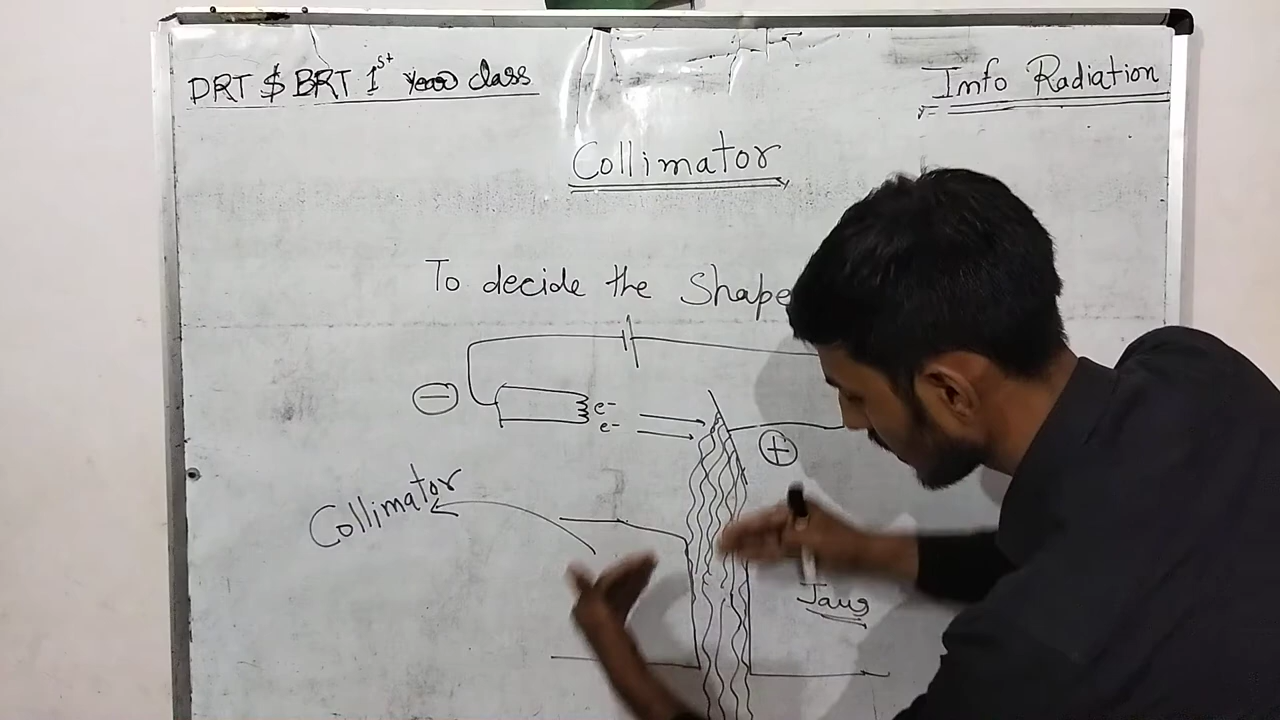 DRT $ BRT 1st Year class
Info Radiation
Collimator
To decide the Shape
−
e-
e-
+
Collimator
Jaws